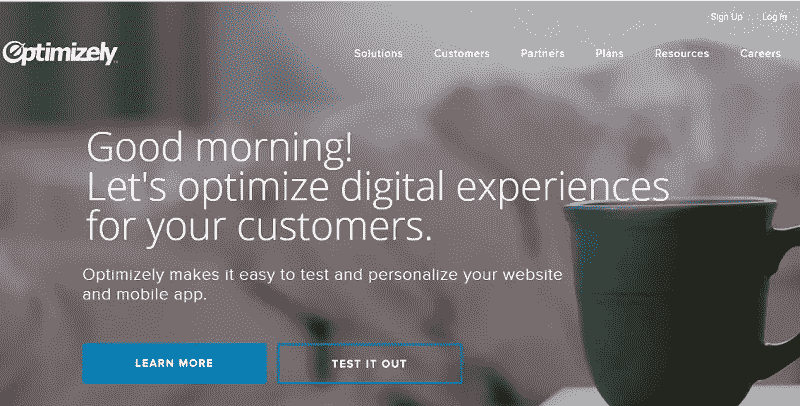 Sign Up Log In
Optimizely
Solutions Customers Partners Plans Resources Careers
Good morning!
Let's optimize digital experiences
for your customers.
Optimizely makes it easy to test and personalize your website
and mobile app.
LEARN MORE TEST IT OUT